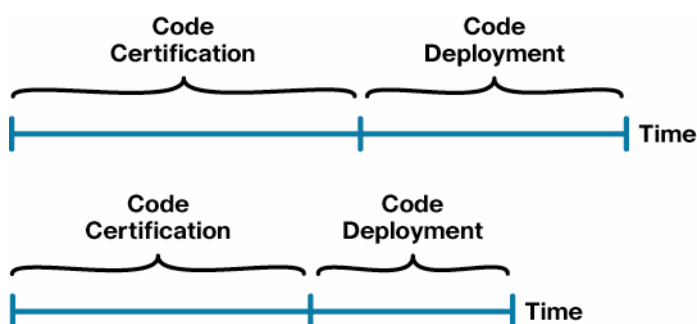 Code
Certification
Code
Deployment
Time
Code
Certification
Code
Deployment
Time